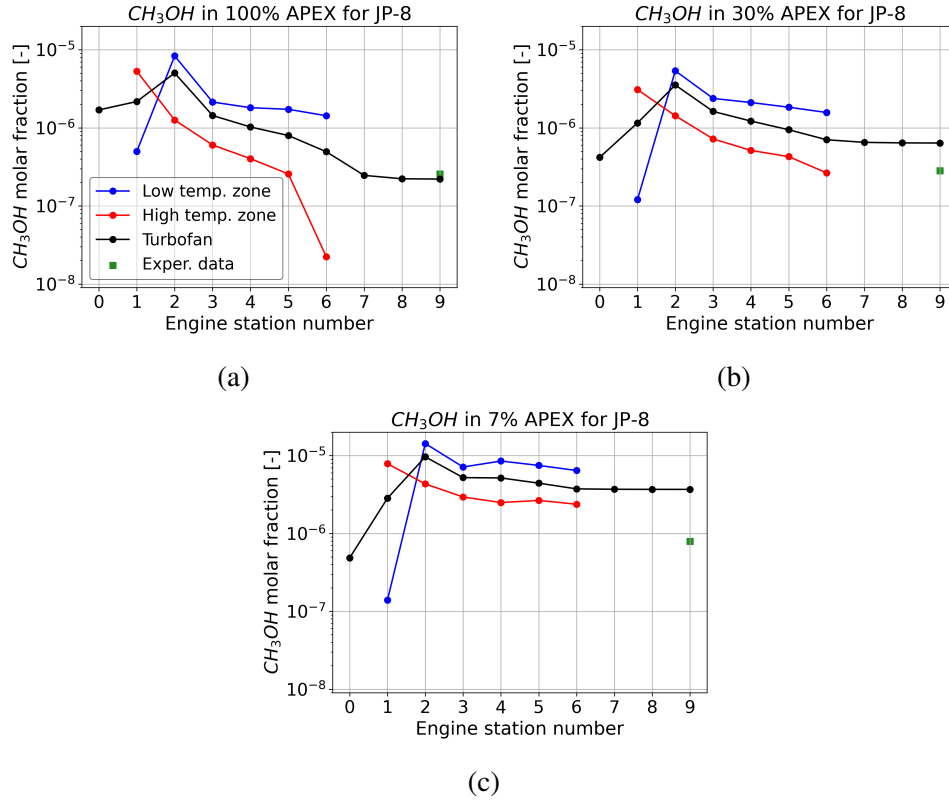 CH₃OH in 100% APEX for JP-8
CH₃OH molar fraction [-]
10⁻⁵
10⁻⁶
10⁻⁷
10⁻⁸
Low temp. zone
High temp. zone
Turbofan
Exper. data
0 1 2 3 4 5 6 7 8 9
Engine station number
(a)
CH₃OH in 30% APEX for JP-8
CH₃OH molar fraction [-]
10⁻⁵
10⁻⁶
10⁻⁷
10⁻⁸
0 1 2 3 4 5 6 7 8 9
Engine station number
(b)
CH₃OH in 7% APEX for JP-8
CH₃OH molar fraction [-]
10⁻⁵
10⁻⁶
10⁻⁷
10⁻⁸
0 1 2 3 4 5 6 7 8 9
Engine station number
(c)